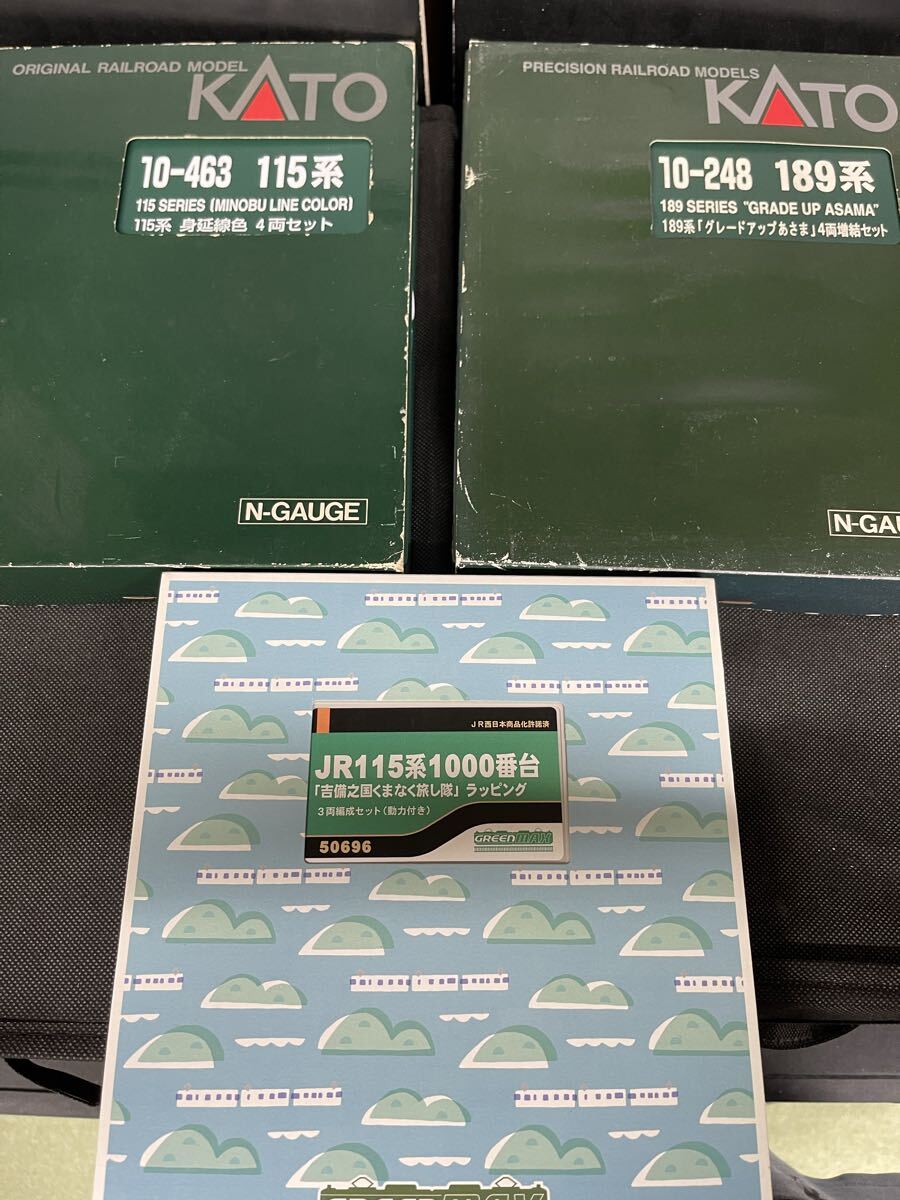 ORIGINAL RAILROAD MODEL
KATO
10-463 115系
115 SERIES (MINOBU LINE COLOR)
115系 身延線色 4両セット
N-GAUGE
PRECISION RAILROAD MODELS
KATO
10-248 189系
189 SERIES "GRADE UP ASAMA"
189系「グレードアップあさま」4両増結セット
N-GAU
JR西日本商品化許諾済
JR115系1000番台
「吉備之国くまなく旅し隊」ラッピング
3両編成セット(動力付き)
50696
GREENMAX
GREENMAX